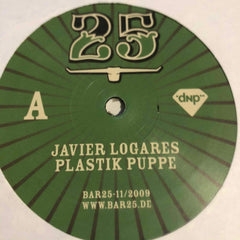 25
A
dnp
JAVIER LOGARES
PLASTIK PUPPE
BAR25-11/2009
WWW.BAR25.DE